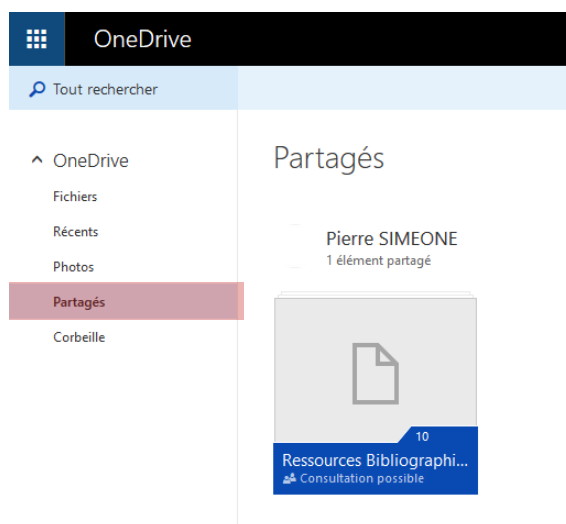 OneDrive
Tout rechercher
OneDrive
Fichiers
Récents
Photos
Partagés
Corbeille
Partagés
Pierre SIMEONE
1 élément partagé
10
Ressources Bibliographi...
Consultation possible